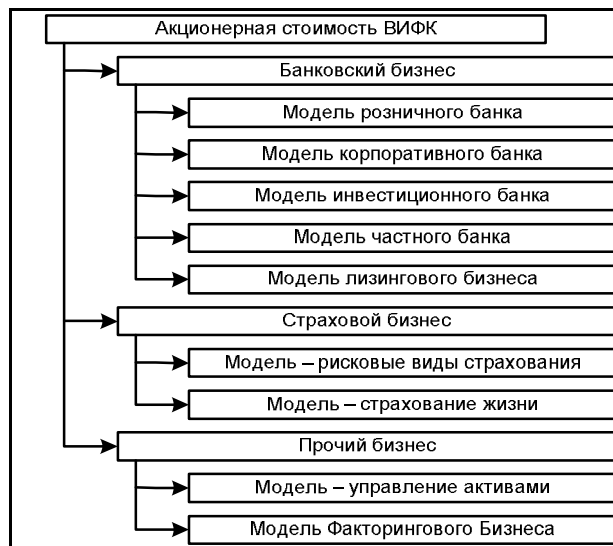 Акционерная стоимость ВИФК
Банковский бизнес
Модель розничного банка
Модель корпоративного банка
Модель инвестиционного банка
Модель частного банка
Модель лизингового бизнеса
Страховой бизнес
Модель – рисковые виды страхования
Модель – страхование жизни
Прочий бизнес
Модель – управление активами
Модель Факторингового Бизнеса